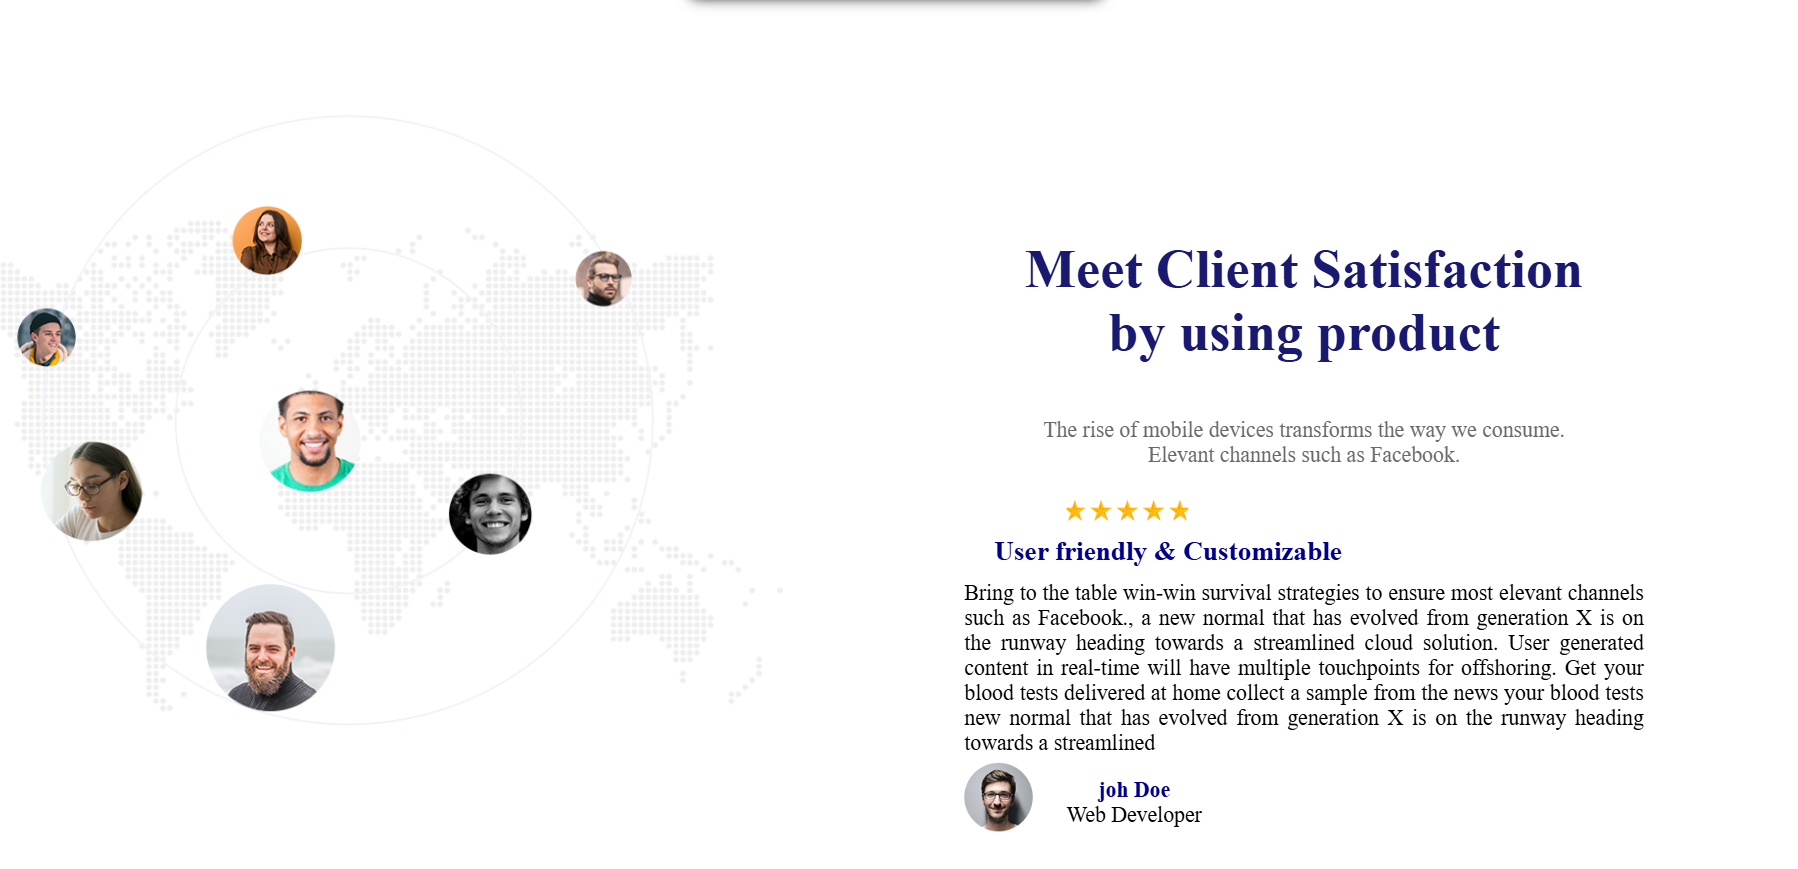 Meet Client Satisfaction
by using product
The rise of mobile devices transforms the way we consume.
Elevant channels such as Facebook.
User friendly & Customizable
Bring to the table win-win survival strategies to ensure most elevant channels
such as Facebook., a new normal that has evolved from generation X is on
the runway heading towards a streamlined cloud solution. User generated
content in real-time will have multiple touchpoints for offshoring. Get your
blood tests delivered at home collect a sample from the news your blood tests
new normal that has evolved from generation X is on the runway heading
towards a streamlined
joh Doe
Web Developer